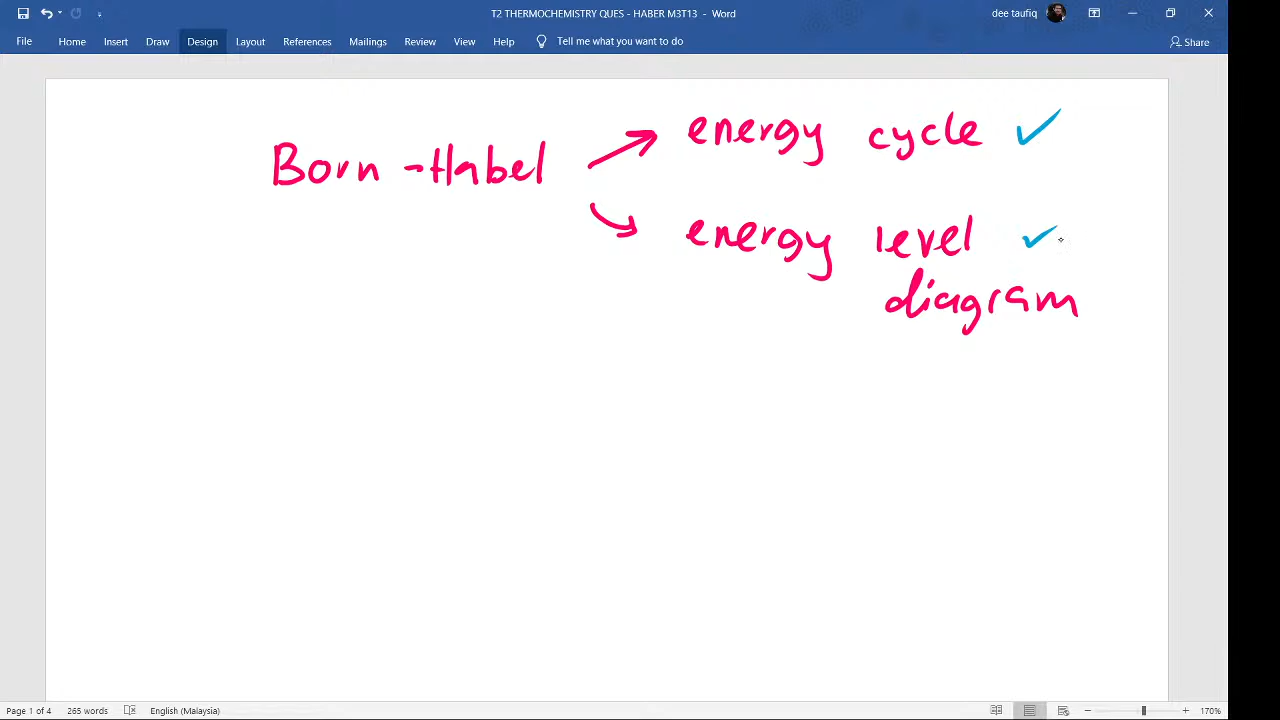 T2 THERMOCHEMISTRY QUES - HABER M3T13 - Word
dee taufiq
File Home Insert Draw Design Layout References Mailings Review View Help Tell me what you want to do Share
energy cycle ✓
Born-Habel
energy level ✓
diagram
Page 1 of 4 265 words English (Malaysia) 170%